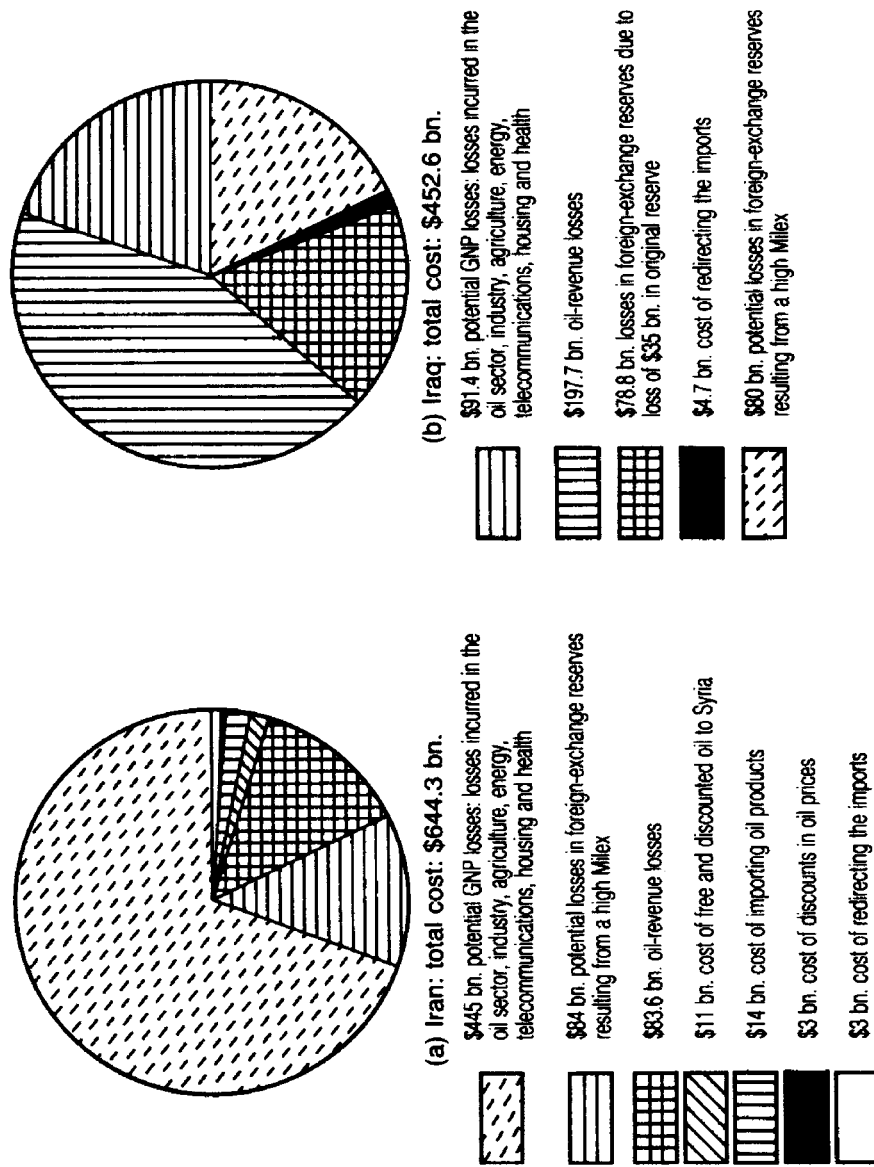 (a) Iran: total cost: $644.3 bn.
$445 bn. potential GNP losses: losses incurred in the
oil sector, industry, agriculture, energy,
telecommunications, housing and health
$84 bn. potential losses in foreign-exchange reserves
resulting from a high Milex
$83.6 bn. oil-revenue losses
$11 bn. cost of free and discounted oil to Syria
$14 bn. cost of importing oil products
$3 bn. cost of discounts in oil prices
$3 bn. cost of redirecting the imports
(b) Iraq: total cost: $452.6 bn.
$91.4 bn. potential GNP losses: losses incurred in the
oil sector, industry, agriculture, energy,
telecommunications, housing and health
$197.7 bn. oil-revenue losses
$78.8 bn. losses in foreign-exchange reserves due to
loss of $35 bn. in original reserve
$4.7 bn. cost of redirecting the imports
$80 bn. potential losses in foreign-exchange reserves
resulting from a high Milex